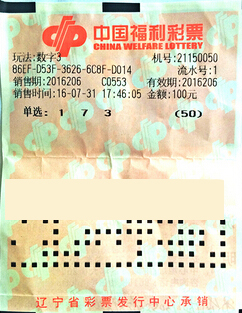 中国福利彩票
CHINA WELFARE LOTTERY
玩法:数字3 机号:21150050
86EF-D53F-3626-6C8F-D014 流水号:1
销售期:2016206 C0553 有效期:2016206
销售时间:16-07-31 17:46:05 金额:100元
单选: 1 7 3 (50)
辽宁省彩票发行中心承销